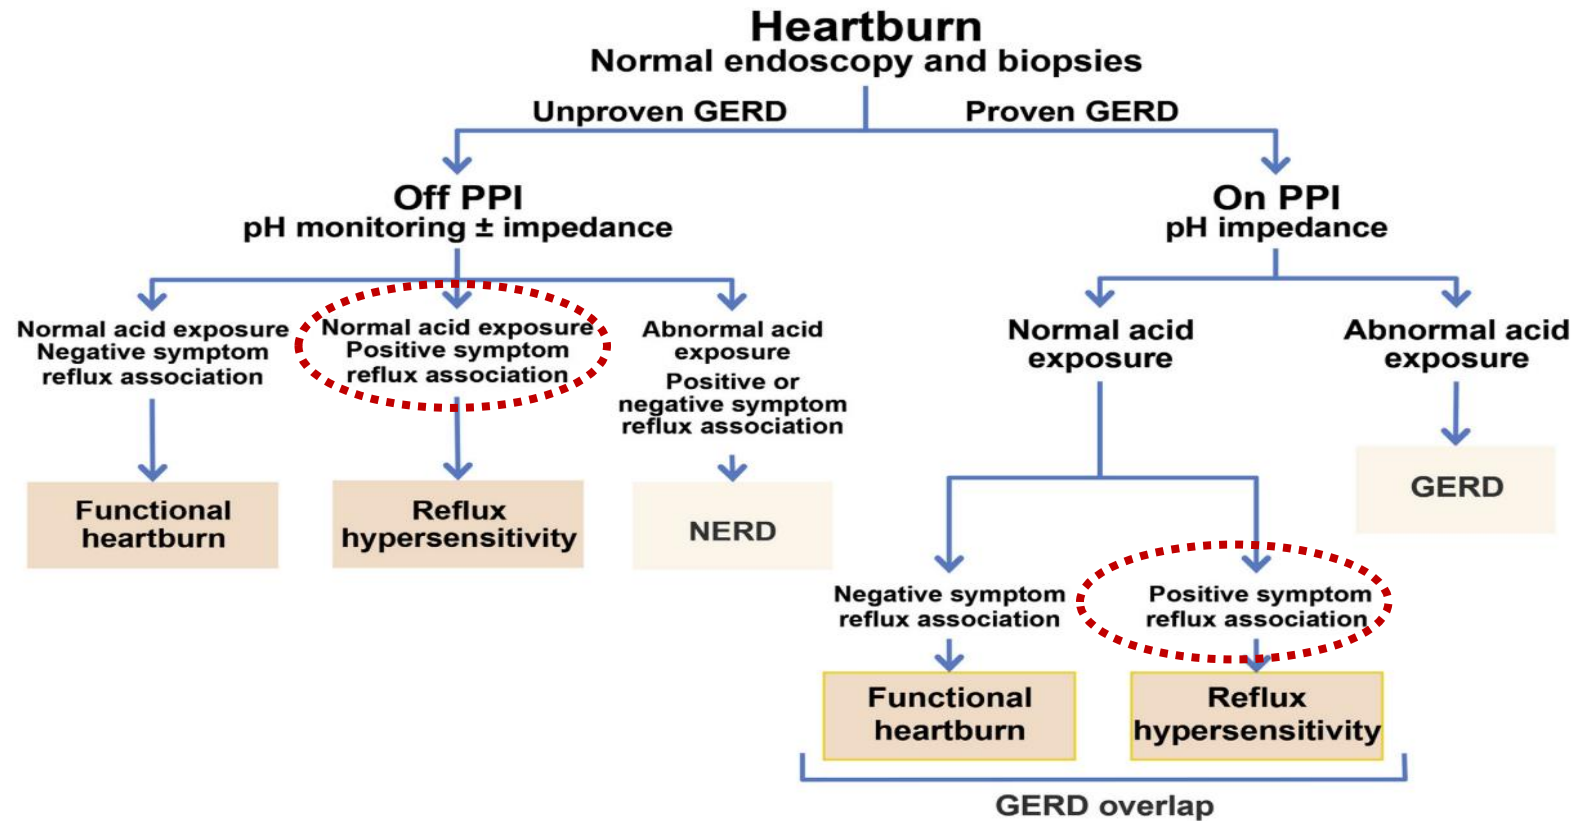 Heartburn
Normal endoscopy and biopsies
Unproven GERD
Proven GERD
Off PPI
pH monitoring ± impedance
On PPI
pH impedance
Normal acid exposure
Negative symptom
reflux association
Normal acid exposure
Positive symptom
reflux association
Abnormal acid
exposure
Positive or
negative symptom
reflux association
Normal acid
exposure
Abnormal acid
exposure
Functional
heartburn
Reflux
hypersensitivity
NERD
GERD
Negative symptom
reflux association
Positive symptom
reflux association
Functional
heartburn
Reflux
hypersensitivity
GERD overlap